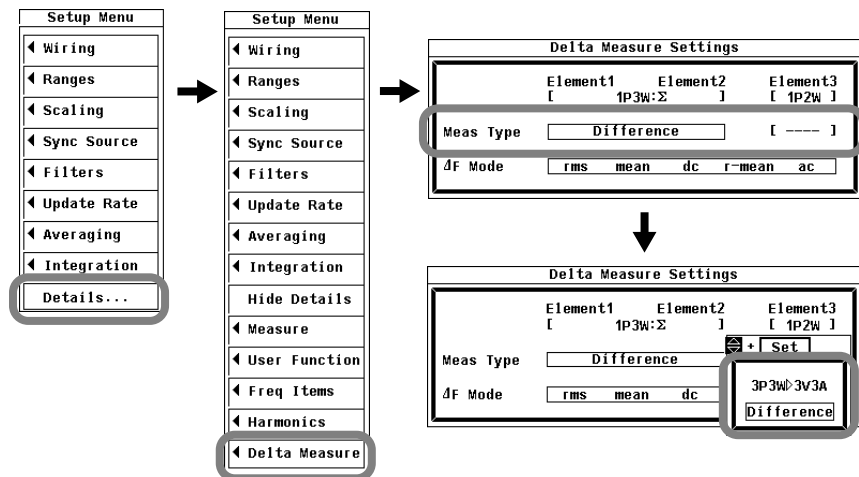 Setup Menu
Wiring
Ranges
Scaling
Sync Source
Filters
Update Rate
Averaging
Integration
Details...
Setup Menu
Wiring
Ranges
Scaling
Sync Source
Filters
Update Rate
Averaging
Integration
Hide Details
Measure
User Function
Freq Items
Harmonics
Delta Measure
Delta Measure Settings
Element1 Element2 Element3
[ 1P3W:Σ ] [ 1P2W ]
Meas Type Difference [ ---- ]
ΔF Mode rms mean dc r-mean ac
Delta Measure Settings
Element1 Element2 Element3
[ 1P3W:Σ ] [ 1P2W ]
+ Set
Meas Type Difference
3P3W▷3V3A
ΔF Mode rms mean dc
Difference